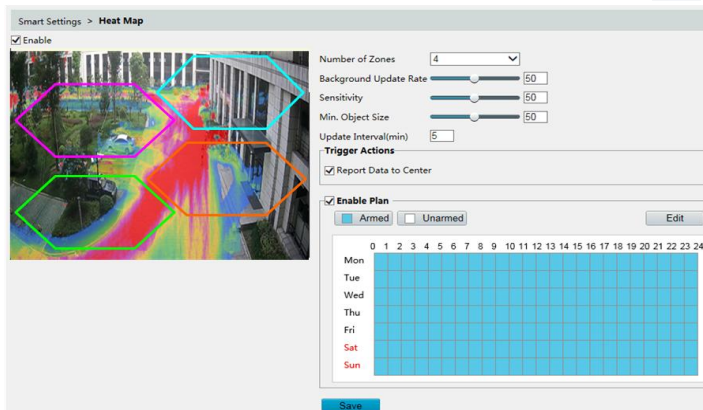 Smart Settings > Heat Map
Enable
Number of Zones 4
Background Update Rate 50
Sensitivity 50
Min. Object Size 50
Update Interval(min) 5
Trigger Actions
Report Data to Center
Enable Plan
Armed Unarmed Edit
0 1 2 3 4 5 6 7 8 9 10 11 12 13 14 15 16 17 18 19 20 21 22 23 24
Mon
Tue
Wed
Thu
Fri
Sat
Sun
Save